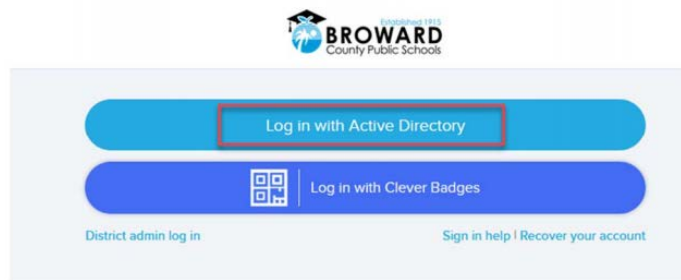 Established 1915
BROWARD
County Public Schools
Log in with Active Directory
Log in with Clever Badges
District admin log in
Sign in help | Recover your account